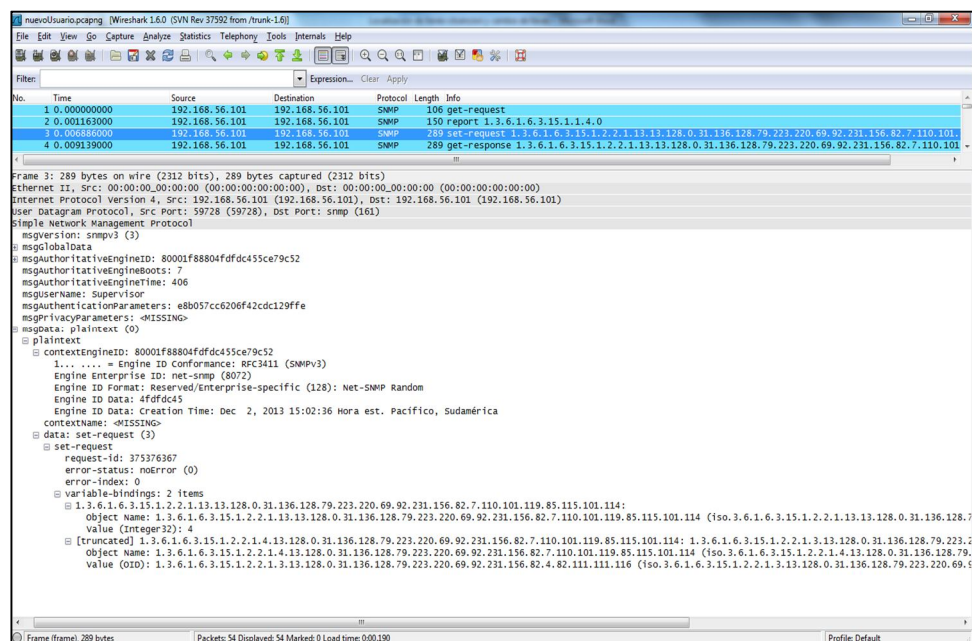 nuevoUsuario.pcapng [Wireshark 1.6.0 (SVN Rev 37592 from /trunk-1.6)]
File Edit View Go Capture Analyze Statistics Telephony Tools Internals Help
Filter: Expression... Clear Apply
No. Time Source Destination Protocol Length Info
1 0.000000000 192.168.56.101 192.168.56.101 SNMP 106 get-request
2 0.001163000 192.168.56.101 192.168.56.101 SNMP 150 report 1.3.6.1.6.3.15.1.1.4.0
3 0.006886000 192.168.56.101 192.168.56.101 SNMP 289 set-request 1.3.6.1.6.3.15.1.2.2.1.13.13.128.0.31.136.128.79.223.220.69.92.231.156.82.7.110.101.
4 0.009139000 192.168.56.101 192.168.56.101 SNMP 289 get-response 1.3.6.1.6.3.15.1.2.2.1.13.13.128.0.31.136.128.79.223.220.69.92.231.156.82.7.110.101
Frame 3: 289 bytes on wire (2312 bits), 289 bytes captured (2312 bits)
Ethernet II, Src: 00:00:00_00:00:00 (00:00:00:00:00:00), Dst: 00:00:00_00:00:00 (00:00:00:00:00:00)
Internet Protocol Version 4, Src: 192.168.56.101 (192.168.56.101), Dst: 192.168.56.101 (192.168.56.101)
User Datagram Protocol, Src Port: 59728 (59728), Dst Port: snmp (161)
Simple Network Management Protocol
msgVersion: snmpv3 (3)
msgGlobalData
msgAuthoritativeEngineID: 80001f88804fdfdc455ce79c52
msgAuthoritativeEngineBoots: 7
msgAuthoritativeEngineTime: 406
msgUserName: Supervisor
msgAuthenticationParameters: e8b057cc6206f42cdc129ffe
msgPrivacyParameters: <MISSING>
msgData: plaintext (0)
plaintext
contextEngineID: 80001f88804fdfdc455ce79c52
1... .... = Engine ID Conformance: RFC3411 (SNMPv3)
Engine Enterprise ID: net-snmp (8072)
Engine ID Format: Reserved/Enterprise-specific (128): Net-SNMP Random
Engine ID Data: 4fdfdc45
Engine ID Data: Creation Time: Dec 2, 2013 15:02:36 Hora est. Pacífico, Sudamérica
contextName: <MISSING>
data: set-request (3)
set-request
request-id: 375376367
error-status: noError (0)
error-index: 0
variable-bindings: 2 items
1.3.6.1.6.3.15.1.2.2.1.13.13.128.0.31.136.128.79.223.220.69.92.231.156.82.7.110.101.119.85.115.101.114:
Object Name: 1.3.6.1.6.3.15.1.2.2.1.13.13.128.0.31.136.128.79.223.220.69.92.231.156.82.7.110.101.119.85.115.101.114 (iso.3.6.1.6.3.15.1.2.2.1.13.13.128.0.31.136.128.7
Value (Integer32): 4
[truncated] 1.3.6.1.6.3.15.1.2.2.1.4.13.128.0.31.136.128.79.223.220.69.92.231.156.82.7.110.101.119.85.115.101.114: 1.3.6.1.6.3.15.1.2.2.1.3.13.128.0.31.136.128.79.223.2
Object Name: 1.3.6.1.6.3.15.1.2.2.1.4.13.128.0.31.136.128.79.223.220.69.92.231.156.82.7.110.101.119.85.115.101.114 (iso.3.6.1.6.3.15.1.2.2.1.4.13.128.0.31.136.128.79.
Value (OID): 1.3.6.1.6.3.15.1.2.2.1.3.13.128.0.31.136.128.79.223.220.69.92.231.156.82.4.82.111.111.116 (iso.3.6.1.6.3.15.1.2.2.1.3.13.128.0.31.136.128.79.223.220.69.9
Frame (frame), 289 bytes Packets: 54 Displayed: 54 Marked: 0 Load time: 0:00.190 Profile: Default